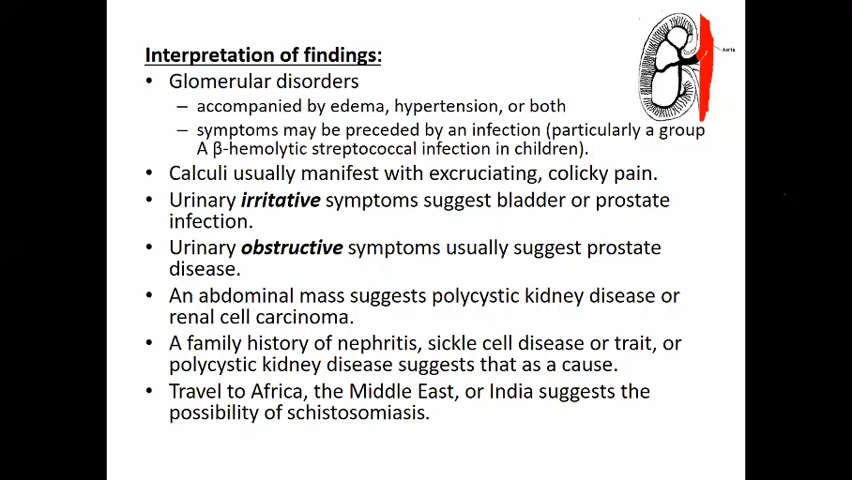 Interpretation of findings:
• Glomerular disorders
– accompanied by edema, hypertension, or both
– symptoms may be preceded by an infection (particularly a group
A β-hemolytic streptococcal infection in children).
• Calculi usually manifest with excruciating, colicky pain.
• Urinary irritative symptoms suggest bladder or prostate
infection.
• Urinary obstructive symptoms usually suggest prostate
disease.
• An abdominal mass suggests polycystic kidney disease or
renal cell carcinoma.
• A family history of nephritis, sickle cell disease or trait, or
polycystic kidney disease suggests that as a cause.
• Travel to Africa, the Middle East, or India suggests the
possibility of schistosomiasis.
Aorta